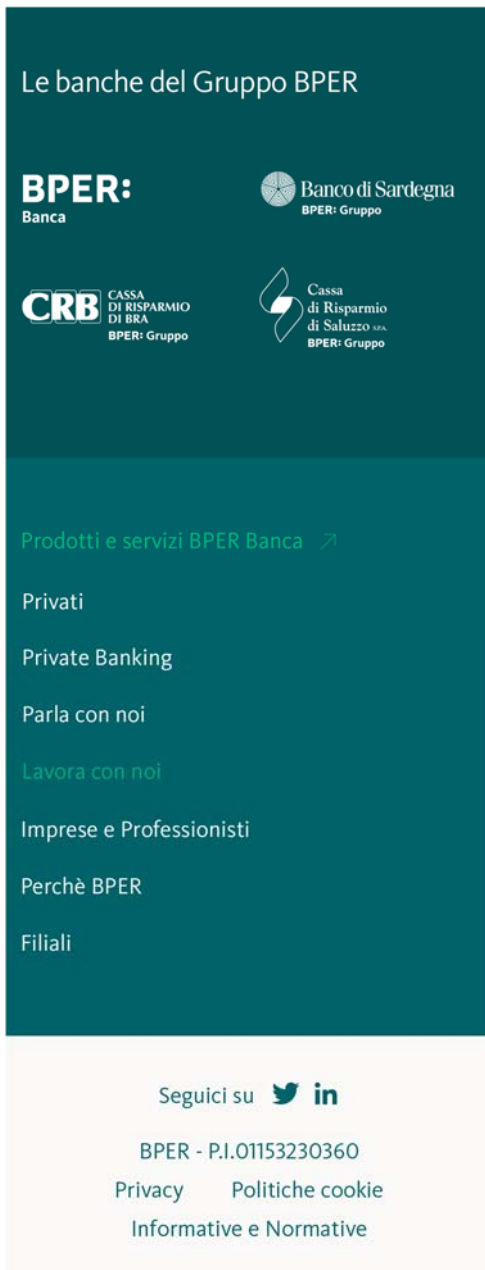 Le banche del Gruppo BPER
BPER:
Banca
Banco di Sardegna
BPER: Gruppo
CRB
CASSA
DI RISPARMIO
DI BRA
BPER: Gruppo
Cassa
di Risparmio
di Saluzzo S.P.A.
BPER: Gruppo
Prodotti e servizi BPER Banca
Privati
Private Banking
Parla con noi
Lavora con noi
Imprese e Professionisti
Perchè BPER
Filiali
Seguici su in
BPER - P.I.01153230360
Privacy Politiche cookie
Informative e Normative